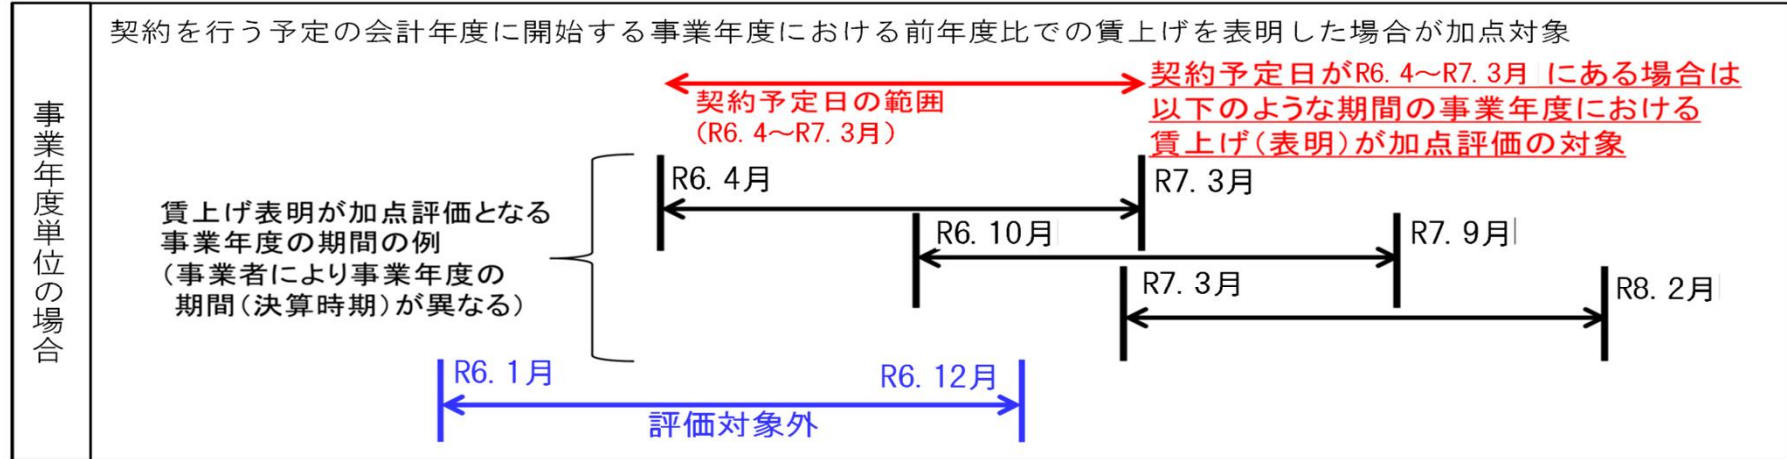 事業年度単位の場合
契約を行う予定の会計年度に開始する事業年度における前年度比での賃上げを表明した場合が加点対象
契約予定日の範囲
(R6. 4～R7. 3月)
契約予定日がR6. 4～R7. 3月 にある場合は
以下のような期間の事業年度における
賃上げ(表明)が加点評価の対象
賃上げ表明が加点評価となる
事業年度の期間の例
(事業者により事業年度の
期間(決算時期)が異なる)
R6. 4月
R7. 3月
R6. 10月
R7. 9月
R7. 3月
R8. 2月
R6. 1月
R6. 12月
評価対象外